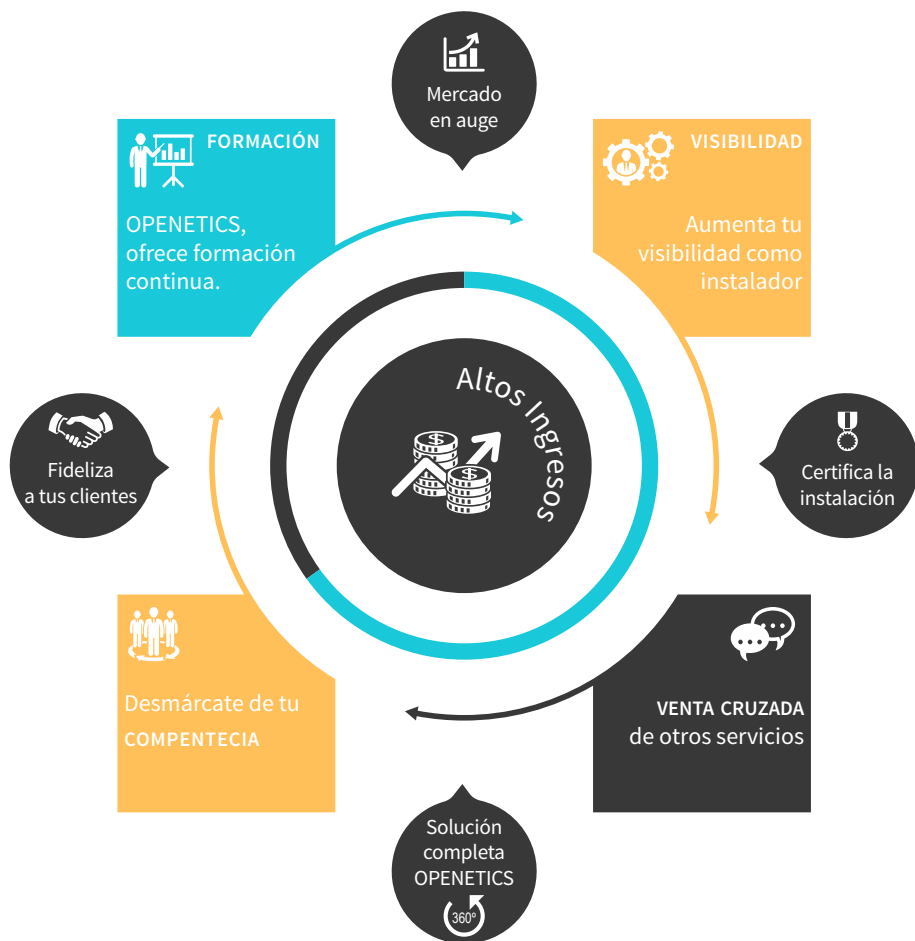 Mercado
en auge
FORMACIÓN
OPENETICS,
ofrece formación
continua.
VISIBILIDAD
Aumenta tu
visibilidad como
instalador
Altos Ingresos
$
$
Fideliza
a tus clientes
Certifica la
instalación
Desmárcate de tu
COMPENTECIA
VENTA CRUZADA
de otros servicios
Solución
completa
OPENETICS
360º